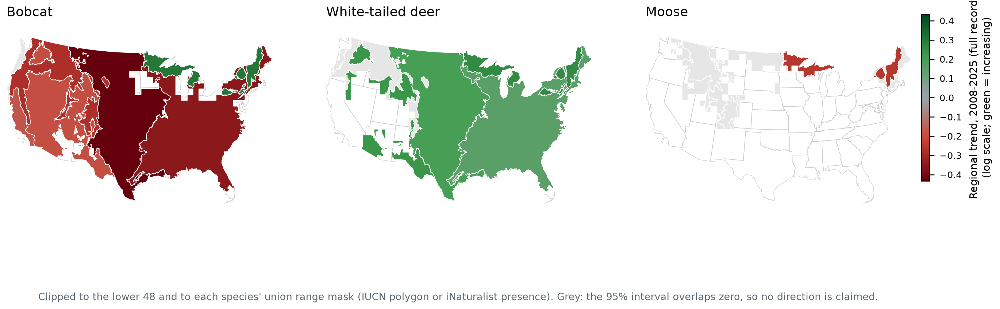 Bobcat
White-tailed deer
Moose
0.4
0.3
0.2
0.1
0.0
−0.1
−0.2
−0.3
−0.4
Regional trend, 2008-2025 (full record
(log scale; green = increasing)
Clipped to the lower 48 and to each species' union range mask (IUCN polygon or iNaturalist presence). Grey: the 95% interval overlaps zero, so no direction is claimed.